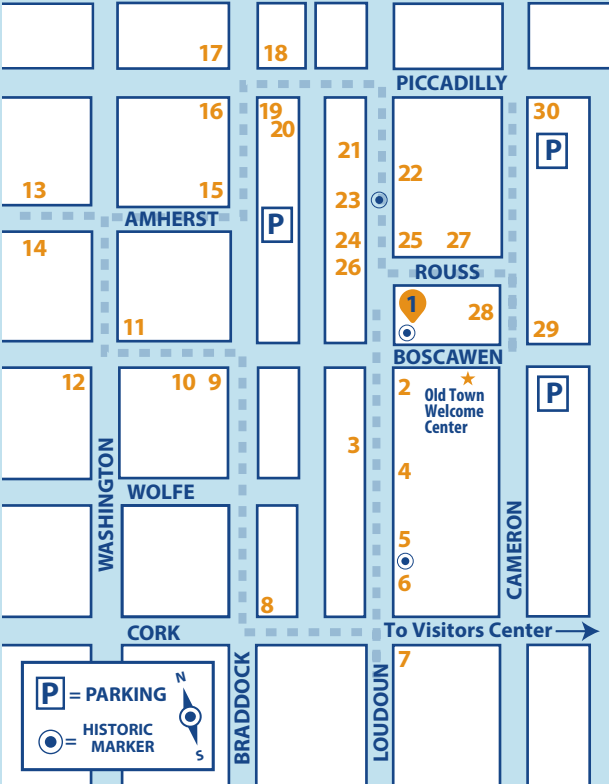 17
18
PICCADILLY
16
19
20
30
P
21
22
13
15
23
AMHERST
P
14
24
25
27
26
ROUSS
1
28
11
29
BOSCAWEN
12
10
9
2
Old Town
Welcome
Center
P
3
WASHINGTON
4
WOLFE
5
CAMERON
6
8
CORK
To Visitors Center
7
BRADDOCK
LOUDOUN
P = PARKING
= HISTORIC
MARKER
N
S